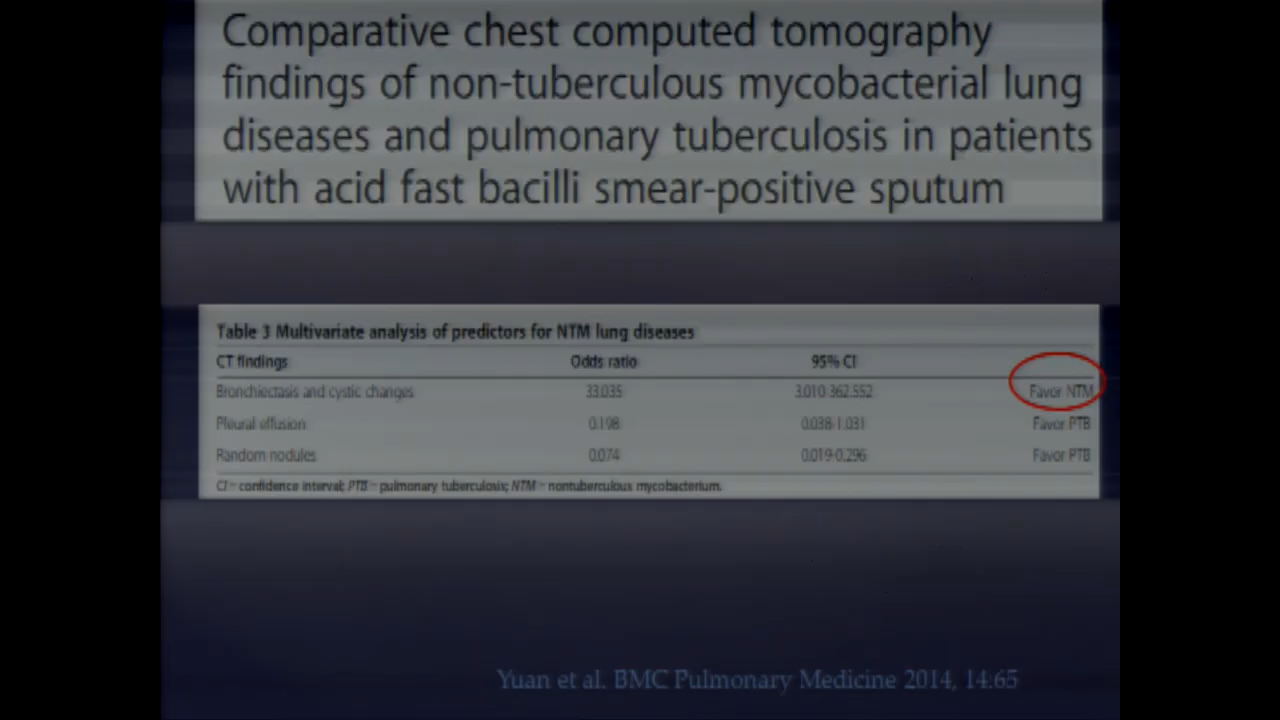 Comparative chest computed tomography
findings of non-tuberculous mycobacterial lung
diseases and pulmonary tuberculosis in patients
with acid fast bacilli smear-positive sputum
Table 3 Multivariate analysis of predictors for NTM lung diseases
CT findings Odds ratio 95% CI
Bronchiectasis and cystic changes 33.035 3.010-362.552 Favor NTM
Pleural effusion 0.198 0.038-1.031 Favor PTB
Random nodules 0.074 0.019-0.296 Favor PTB
CI = confidence interval; PTB = pulmonary tuberculosis; NTM = nontuberculous mycobacterium.
Yuan et al. BMC Pulmonary Medicine 2014, 14:65